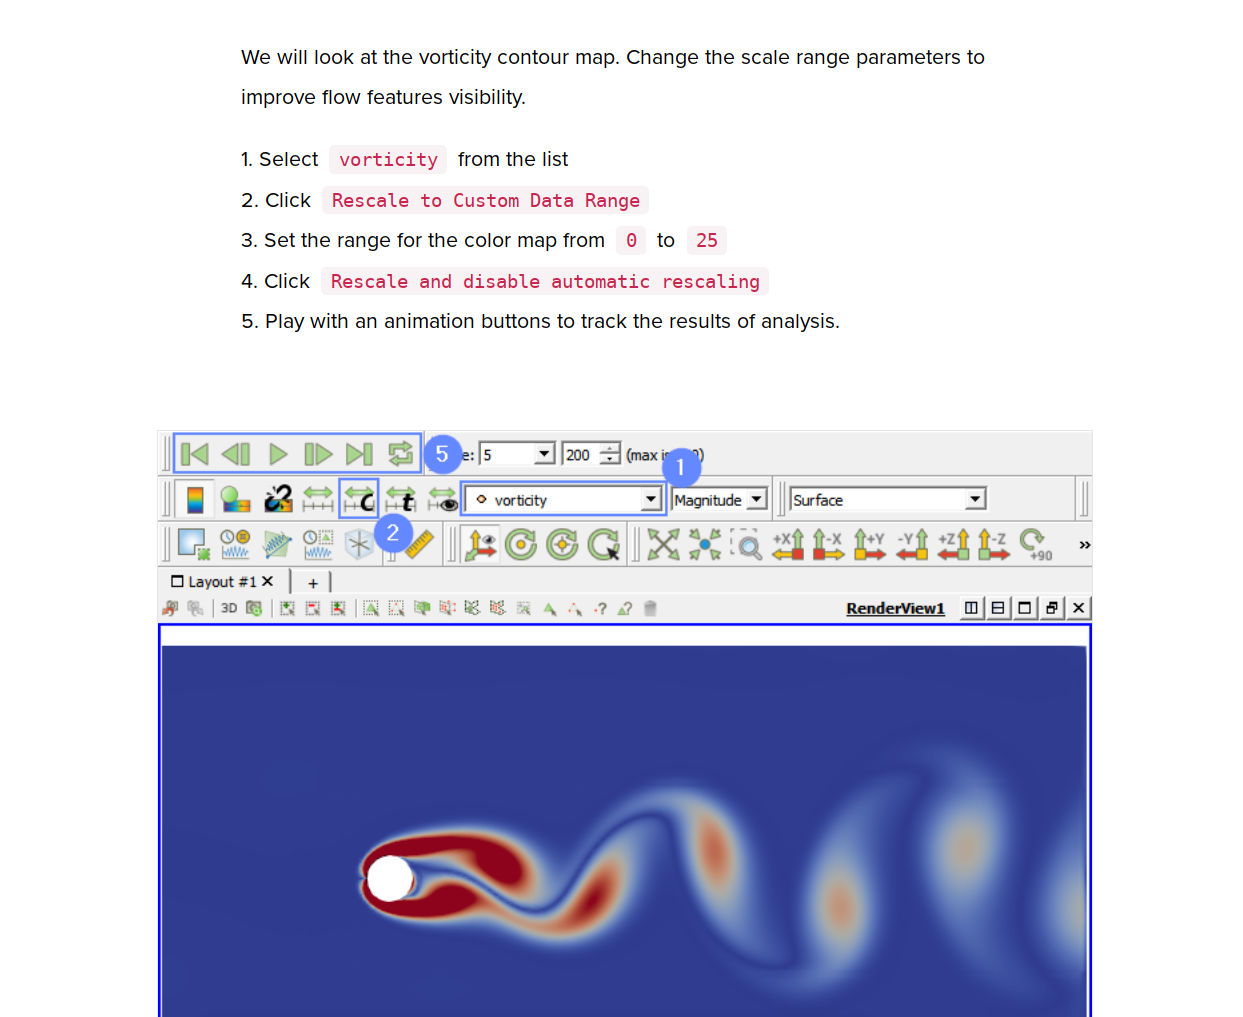 We will look at the vorticity contour map. Change the scale range parameters to
improve flow features visibility.
1. Select vorticity from the list
2. Click Rescale to Custom Data Range
3. Set the range for the color map from 0 to 25
4. Click Rescale and disable automatic rescaling
5. Play with an animation buttons to track the results of analysis.
5 e: 5 200 (max is )
1
C t vorticity Magnitude Surface
2
+X -X +Y -Y +Z -Z +90 »
Layout #1 X +
3D ? ? RenderView1